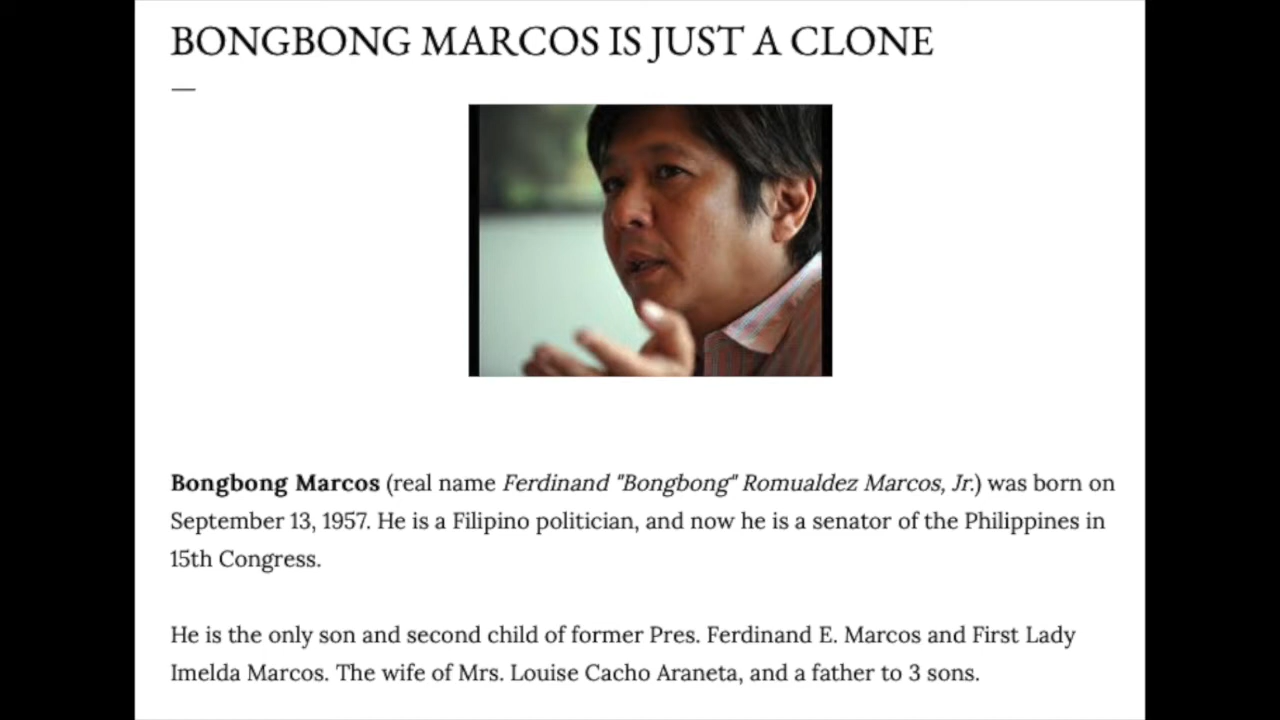 BONGBONG MARCOS IS JUST A CLONE
—
Bongbong Marcos (real name Ferdinand "Bongbong" Romualdez Marcos, Jr.) was born on
September 13, 1957. He is a Filipino politician, and now he is a senator of the Philippines in
15th Congress.
He is the only son and second child of former Pres. Ferdinand E. Marcos and First Lady
Imelda Marcos. The wife of Mrs. Louise Cacho Araneta, and a father to 3 sons.